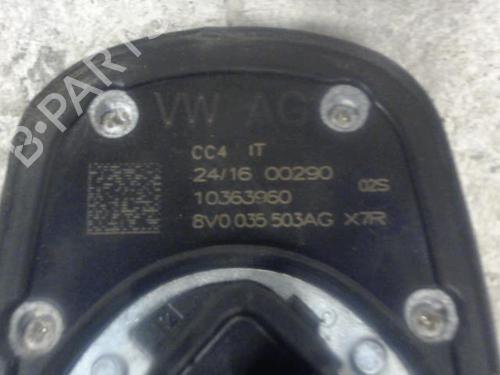 B-PARTS
VW AG
CC4 IT
24/16 00290
10363960 02S
8V0 035 503AG X7R